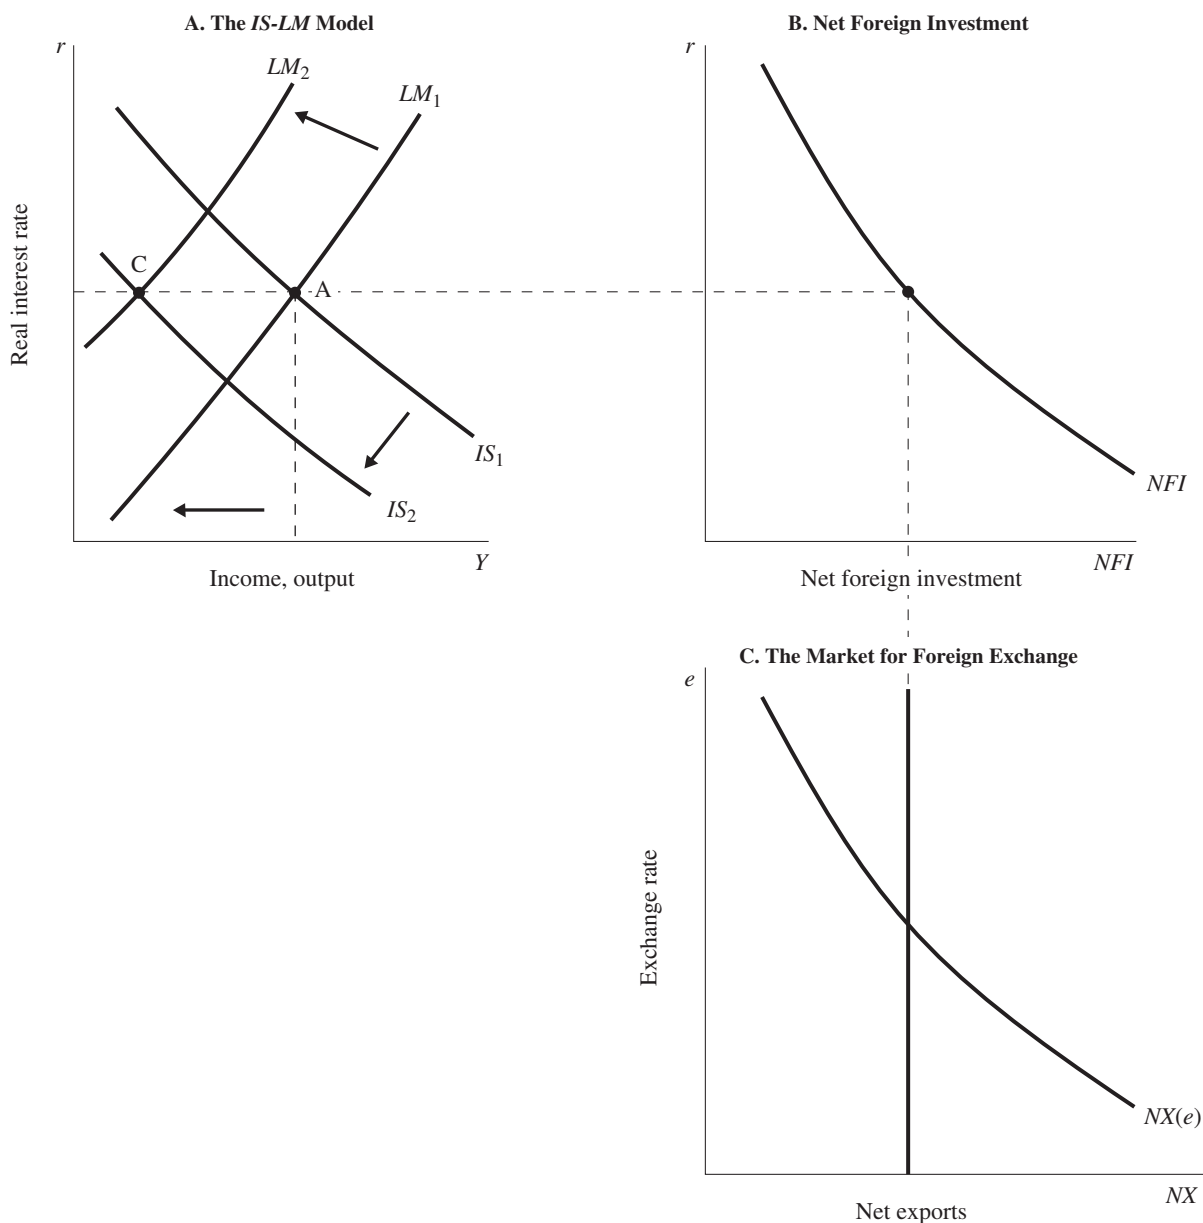 A. The IS-LM Model
r
LM₂
LM₁
C
A
Real interest rate
IS₁
IS₂
Y
Income, output
B. Net Foreign Investment
r
NFI
NFI
Net foreign investment
C. The Market for Foreign Exchange
e
Exchange rate
NX(e)
NX
Net exports